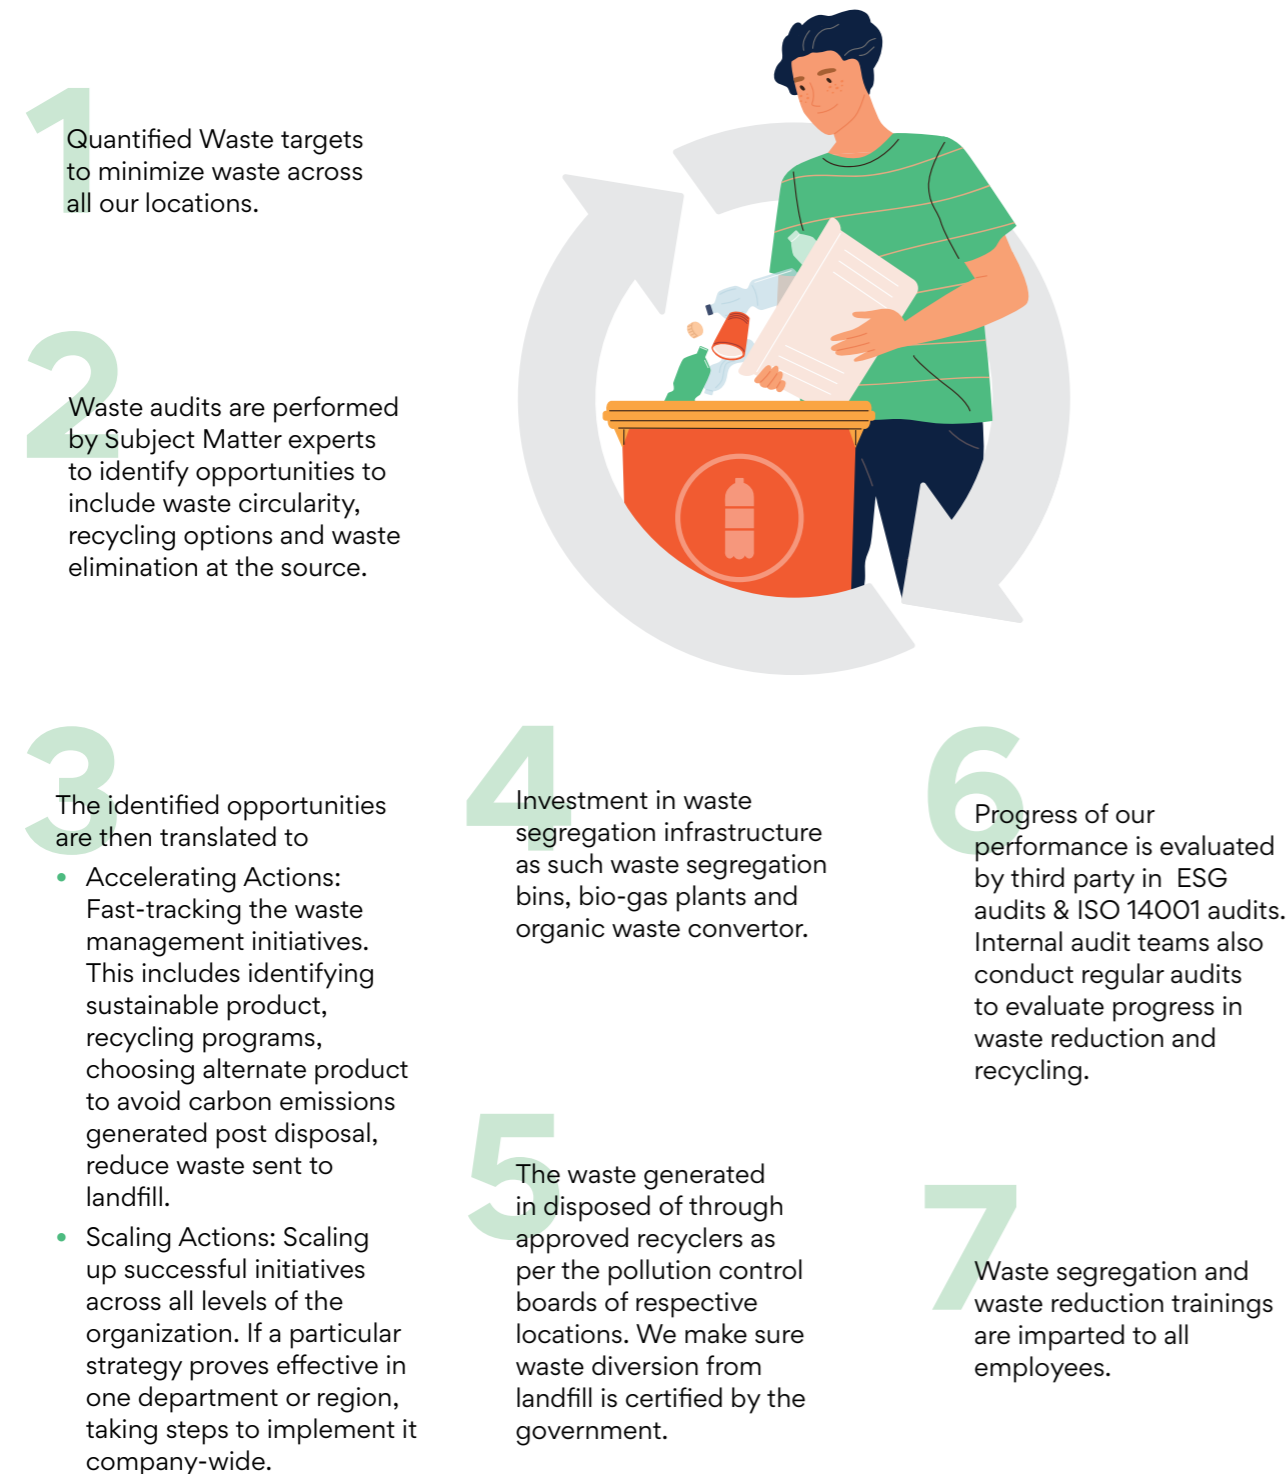 1
Quantified Waste targets
to minimize waste across
all our locations.
2
Waste audits are performed
by Subject Matter experts
to identify opportunities to
include waste circularity,
recycling options and waste
elimination at the source.
3
The identified opportunities
are then translated to
• Accelerating Actions:
Fast-tracking the waste
management initiatives.
This includes identifying
sustainable product,
recycling programs,
choosing alternate product
to avoid carbon emissions
generated post disposal,
reduce waste sent to
landfill.
• Scaling Actions: Scaling
up successful initiatives
across all levels of the
organization. If a particular
strategy proves effective in
one department or region,
taking steps to implement it
company-wide.
4
Investment in waste
segregation infrastructure
as such waste segregation
bins, bio-gas plants and
organic waste convertor.
5
The waste generated
in disposed of through
approved recyclers as
per the pollution control
boards of respective
locations. We make sure
waste diversion from
landfill is certified by the
government.
6
Progress of our
performance is evaluated
by third party in ESG
audits & ISO 14001 audits.
Internal audit teams also
conduct regular audits
to evaluate progress in
waste reduction and
recycling.
7
Waste segregation and
waste reduction trainings
are imparted to all
employees.